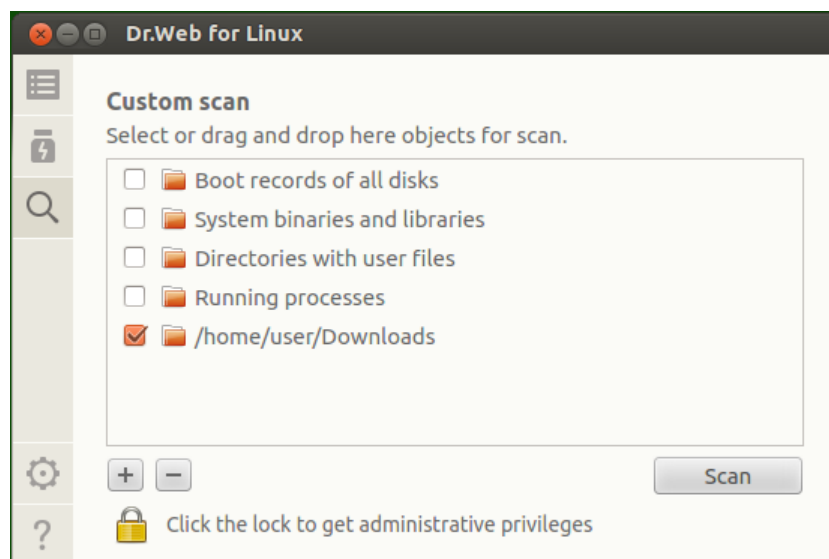 Dr.Web for Linux
Custom scan
Select or drag and drop here objects for scan.
Boot records of all disks
System binaries and libraries
Directories with user files
Running processes
/home/user/Downloads
Scan
Click the lock to get administrative privileges